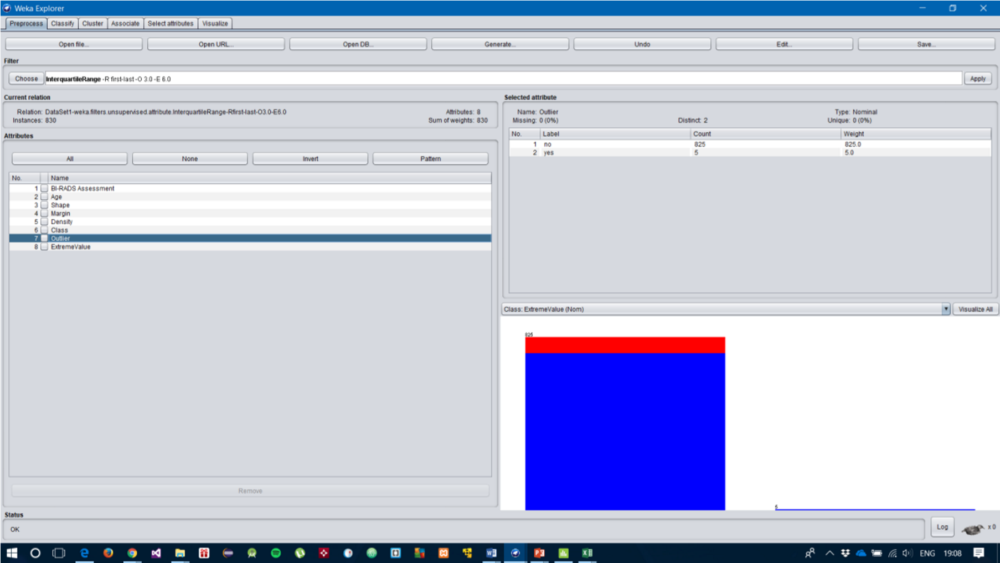 Weka Explorer
Preprocess Classify Cluster Associate Select attributes Visualize
Open file... Open URL... Open DB... Generate... Undo Edit... Save...
Filter
Choose InterquartileRange -R first-last -O 3.0 -E 6.0 Apply
Current relation
Relation: DataSet1-weka.filters.unsupervised.attribute.InterquartileRange-Rfirst-last-O3.0-E6.0 Attributes: 8
Instances: 830 Sum of weights: 830
Attributes
All None Invert Pattern
No. Name
1 BI-RADS Assessment
2 Age
3 Shape
4 Margin
5 Density
6 Class
7 Outlier
8 ExtremeValue
Remove
Selected attribute
Name: Outlier Type: Nominal
Missing: 0 (0%) Distinct: 2 Unique: 0 (0%)
No. Label Count Weight
1 no 825 825.0
2 yes 5 5.0
Class: ExtremeValue (Nom) Visualize All
825
5
Status
OK Log x 0
ENG 19:08